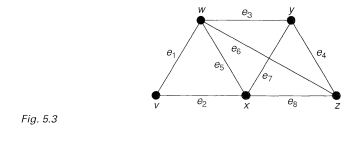 w e₃ y
e₁ e₆ e₄
e₅ e₇
v e₂ x e₈ z
Fig. 5.3